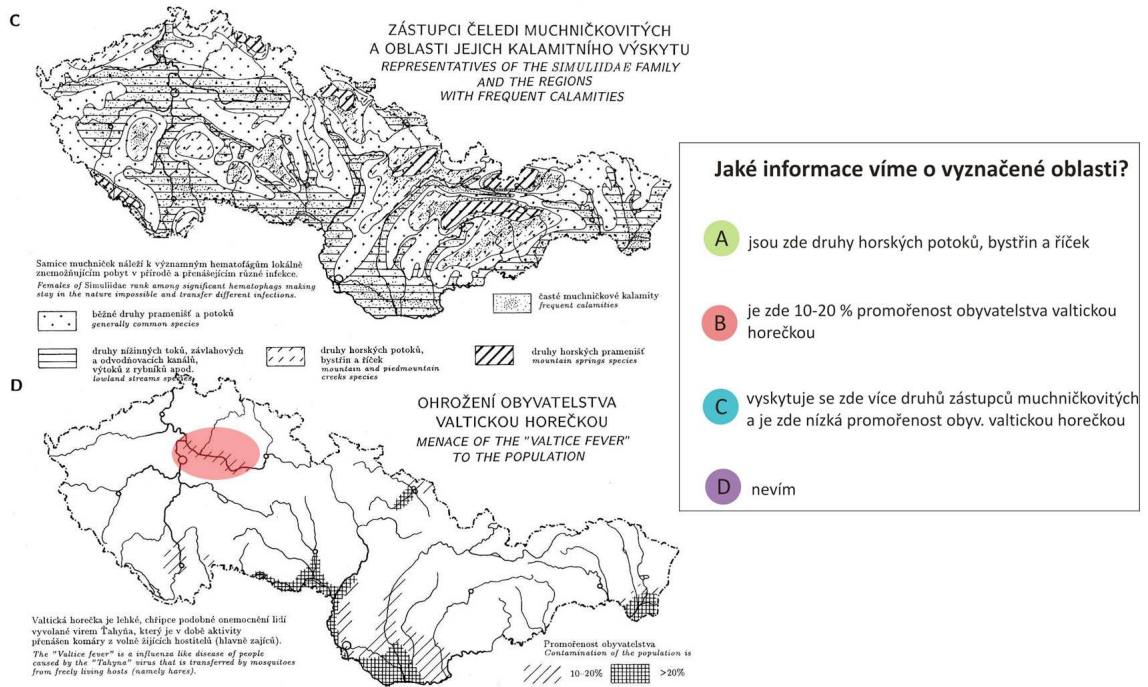 C
ZÁSTUPCI ČELEDI MUCHNIČKOVITÝCH
A OBLASTI JEJICH KALAMITNÍHO VÝSKYTU
REPRESENTATIVES OF THE SIMULIIDAE FAMILY
AND THE REGIONS
WITH FREQUENT CALAMITIES
Samice muchniček náleží k významným hematofágům lokálně
znemožňujícím pobyt v přírodě a přenášejícím různé infekce.
Females of Simuliidae rank among significant hematophags making
stay in the nature impossible and transfer different infections.
časté muchničkové kalamity
frequent calamities
běžné druhy pramenišť a potoků
generally common species
druhy nížinných toků, závlahových
a odvodňovacích kanálů,
výtoků z rybníků apod.
lowland streams species
druhy horských potoků,
bystřin a říček
mountain and piedmountain
creeks species
druhy horských pramenišť
mountain springs species
D
OHROŽENÍ OBYVATELSTVA
VALTICKOU HOREČKOU
MENACE OF THE "VALTICE FEVER"
TO THE POPULATION
Valtická horečka je lehké, chřipce podobné onemocnění lidí
vyvolané virem Ťahyňa, který je v době aktivity
přenášen komáry z volně žijících hostitelů (hlavně zajíců).
The "Valtice fever" is a influenza like disease of people
caused by the "Tahyna" virus that is transferred by mosquitoes
from freely living hosts (namely hares).
Promořenost obyvatelstva
Contamination of the population is
10–20%
>20%
Jaké informace víme o vyznačené oblasti?
A
jsou zde druhy horských potoků, bystřin a říček
B
je zde 10-20 % promořenost obyvatelstva valtickou
horečkou
C
vyskytuje se zde více druhů zástupců muchničkovitých
a je zde nízká promořenost obyv. valtickou horečkou
D
nevím